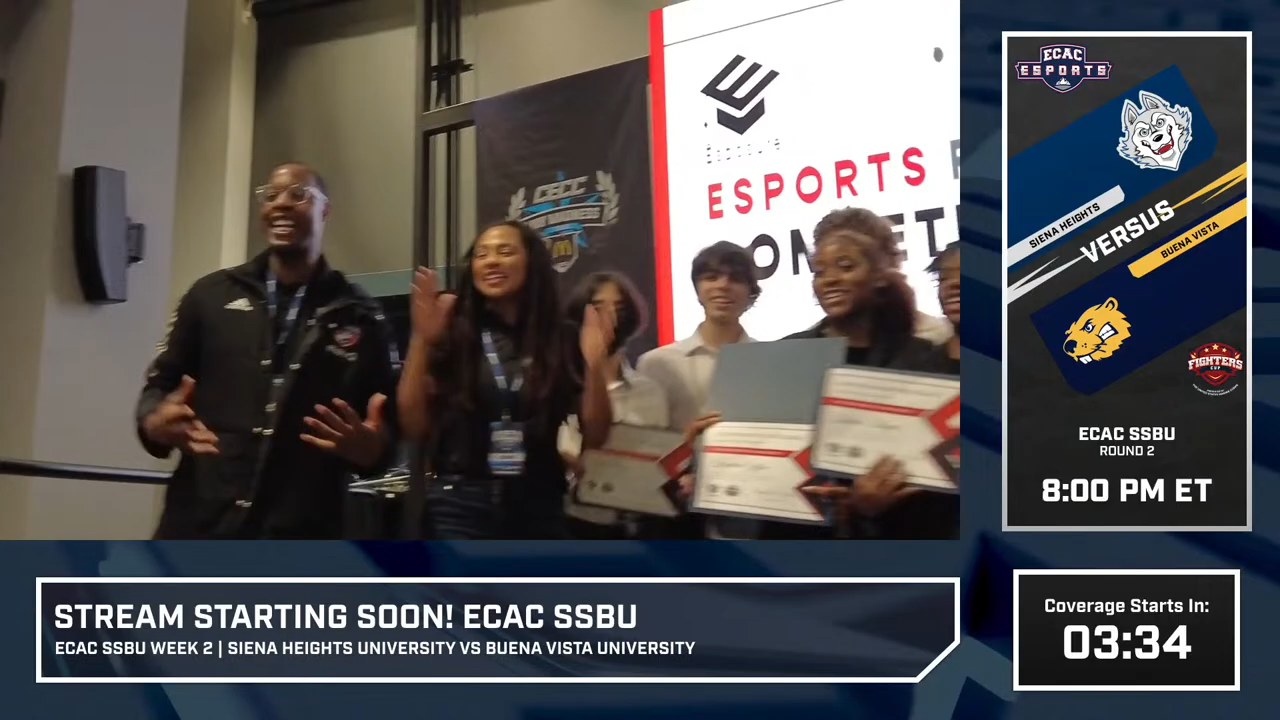 ESPORTS
CECC
ECAC
ESPORTS
SIENA HEIGHTS
VERSUS
BUENA VISTA
FIGHTERS
CUP
ECAC SSBU
ROUND 2
8:00 PM ET
STREAM STARTING SOON! ECAC SSBU
ECAC SSBU WEEK 2 | SIENA HEIGHTS UNIVERSITY VS BUENA VISTA UNIVERSITY
Coverage Starts In:
03:34